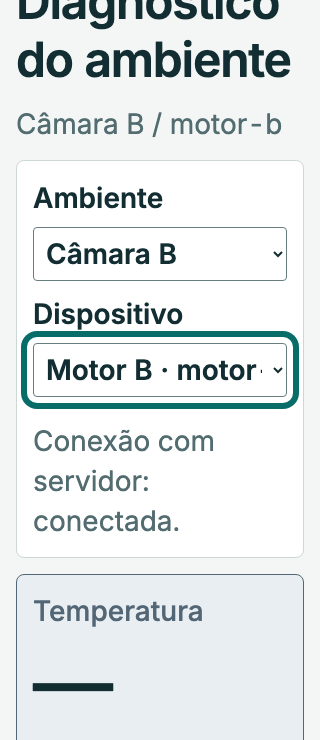 Diagnóstico
do ambiente
Câmara B / motor-b
Ambiente
Câmara B
Dispositivo
Motor B · motor-
Conexão com
servidor:
conectada.
Temperatura
—